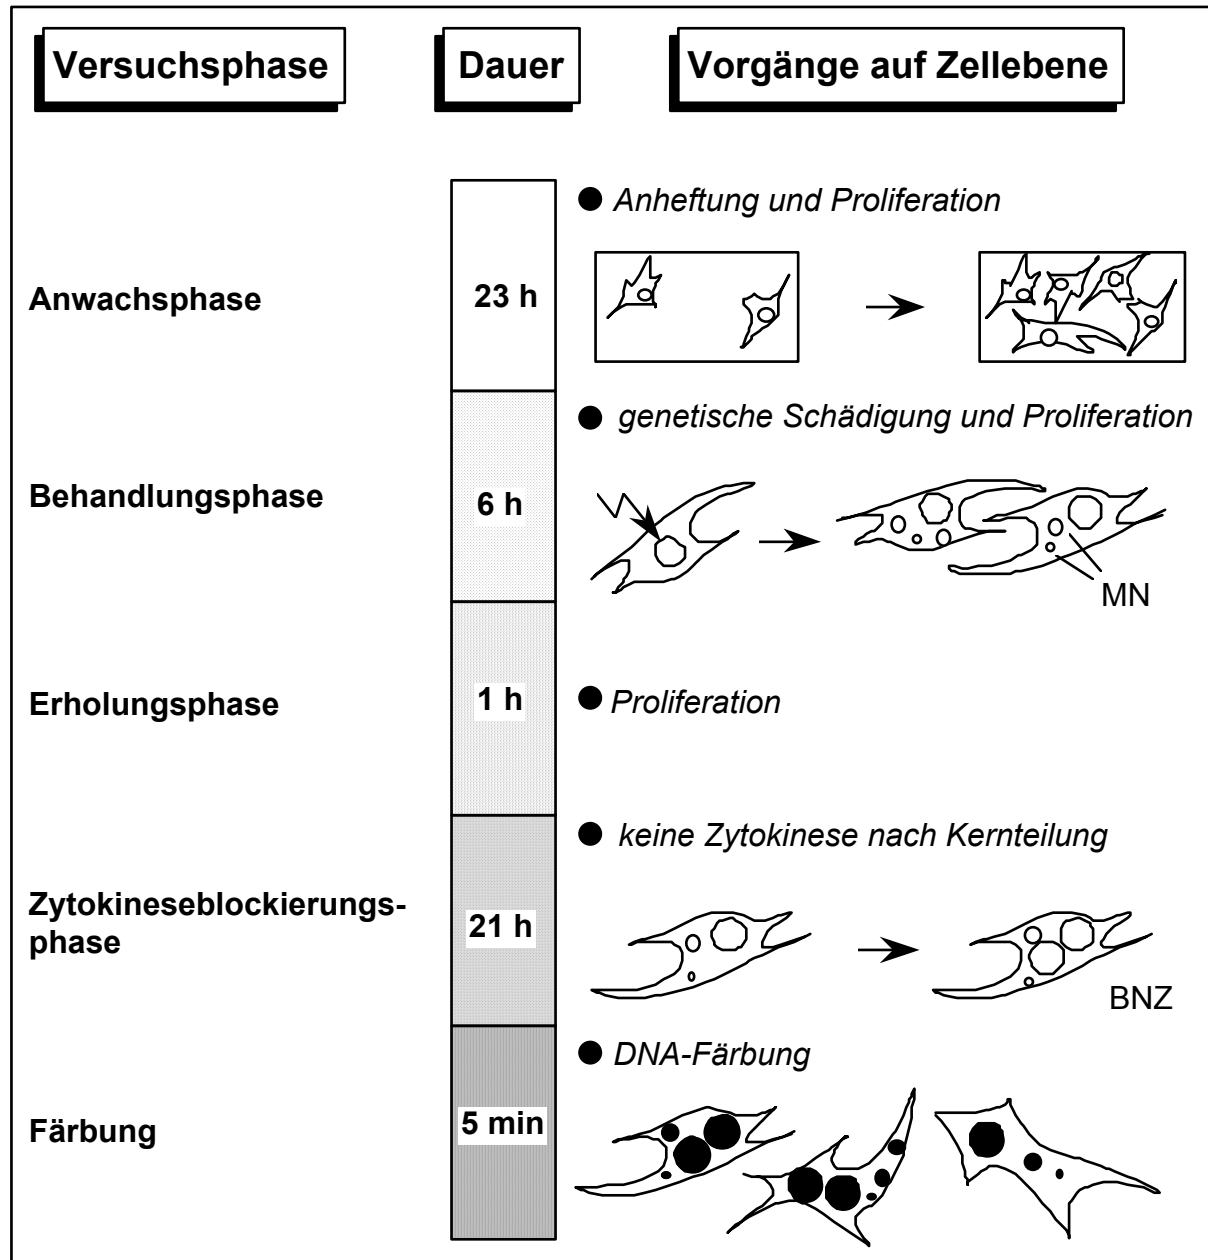 Versuchsphase Dauer Vorgänge auf Zellebene
Anwachsphase
23 h
Anheftung und Proliferation
Behandlungsphase
6 h
genetische Schädigung und Proliferation
MN
Erholungsphase
1 h
Proliferation
Zytokineseblockierungs-
phase
21 h
keine Zytokinese nach Kernteilung
BNZ
Färbung
5 min
DNA-Färbung